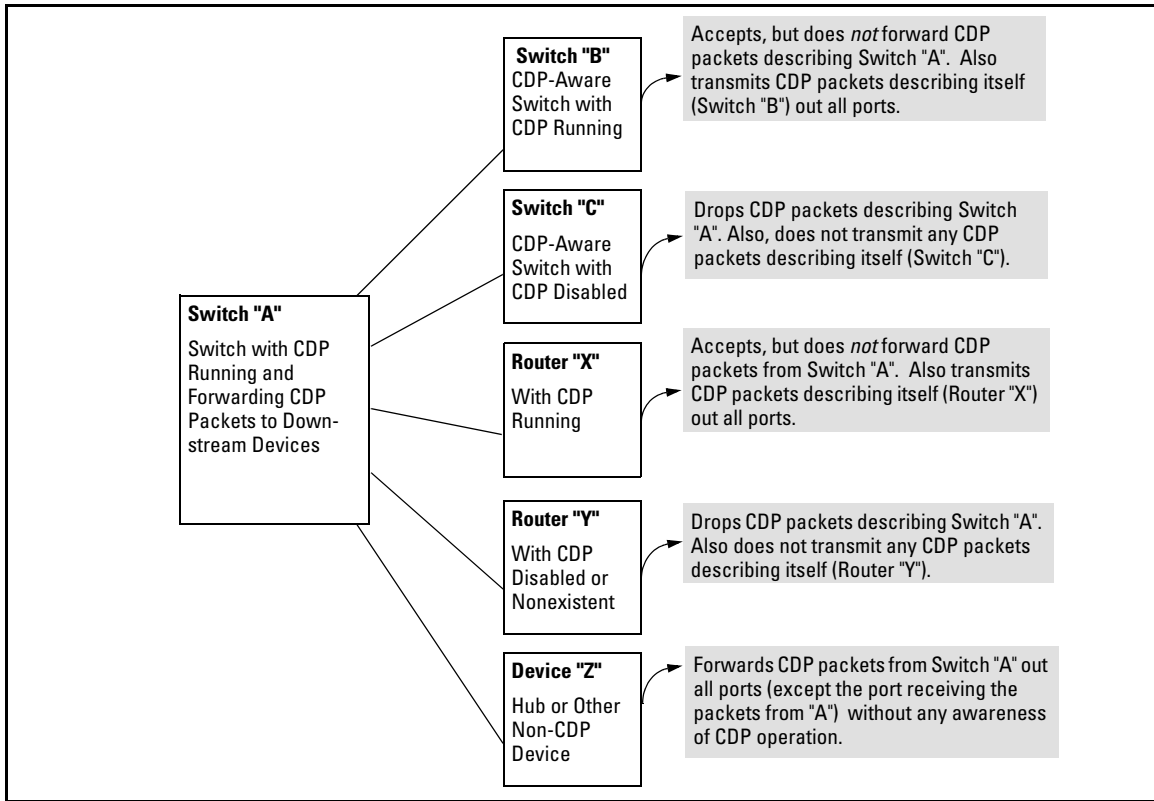 Switch "A"
Switch with CDP
Running and
Forwarding CDP
Packets to Down-
stream Devices
Switch "B"
CDP-Aware
Switch with
CDP Running
Accepts, but does not forward CDP
packets describing Switch "A". Also
transmits CDP packets describing itself
(Switch "B") out all ports.
Switch "C"
CDP-Aware
Switch with
CDP Disabled
Drops CDP packets describing Switch
"A". Also, does not transmit any CDP
packets describing itself (Switch "C").
Router "X"
With CDP
Running
Accepts, but does not forward CDP
packets from Switch "A". Also transmits
CDP packets describing itself (Router "X")
out all ports.
Router "Y"
With CDP
Disabled or
Nonexistent
Drops CDP packets describing Switch "A".
Also does not transmit any CDP packets
describing itself (Router "Y").
Device "Z"
Hub or Other
Non-CDP
Device
Forwards CDP packets from Switch "A" out
all ports (except the port receiving the
packets from "A") without any awareness
of CDP operation.